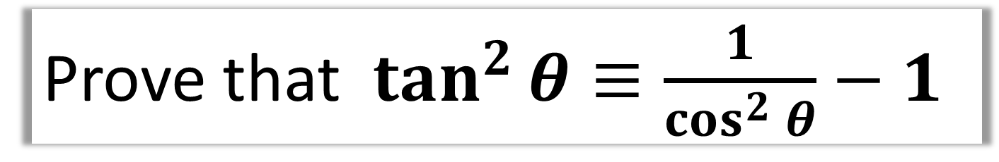 Prove that tan² θ ≡ 1/cos² θ − 1